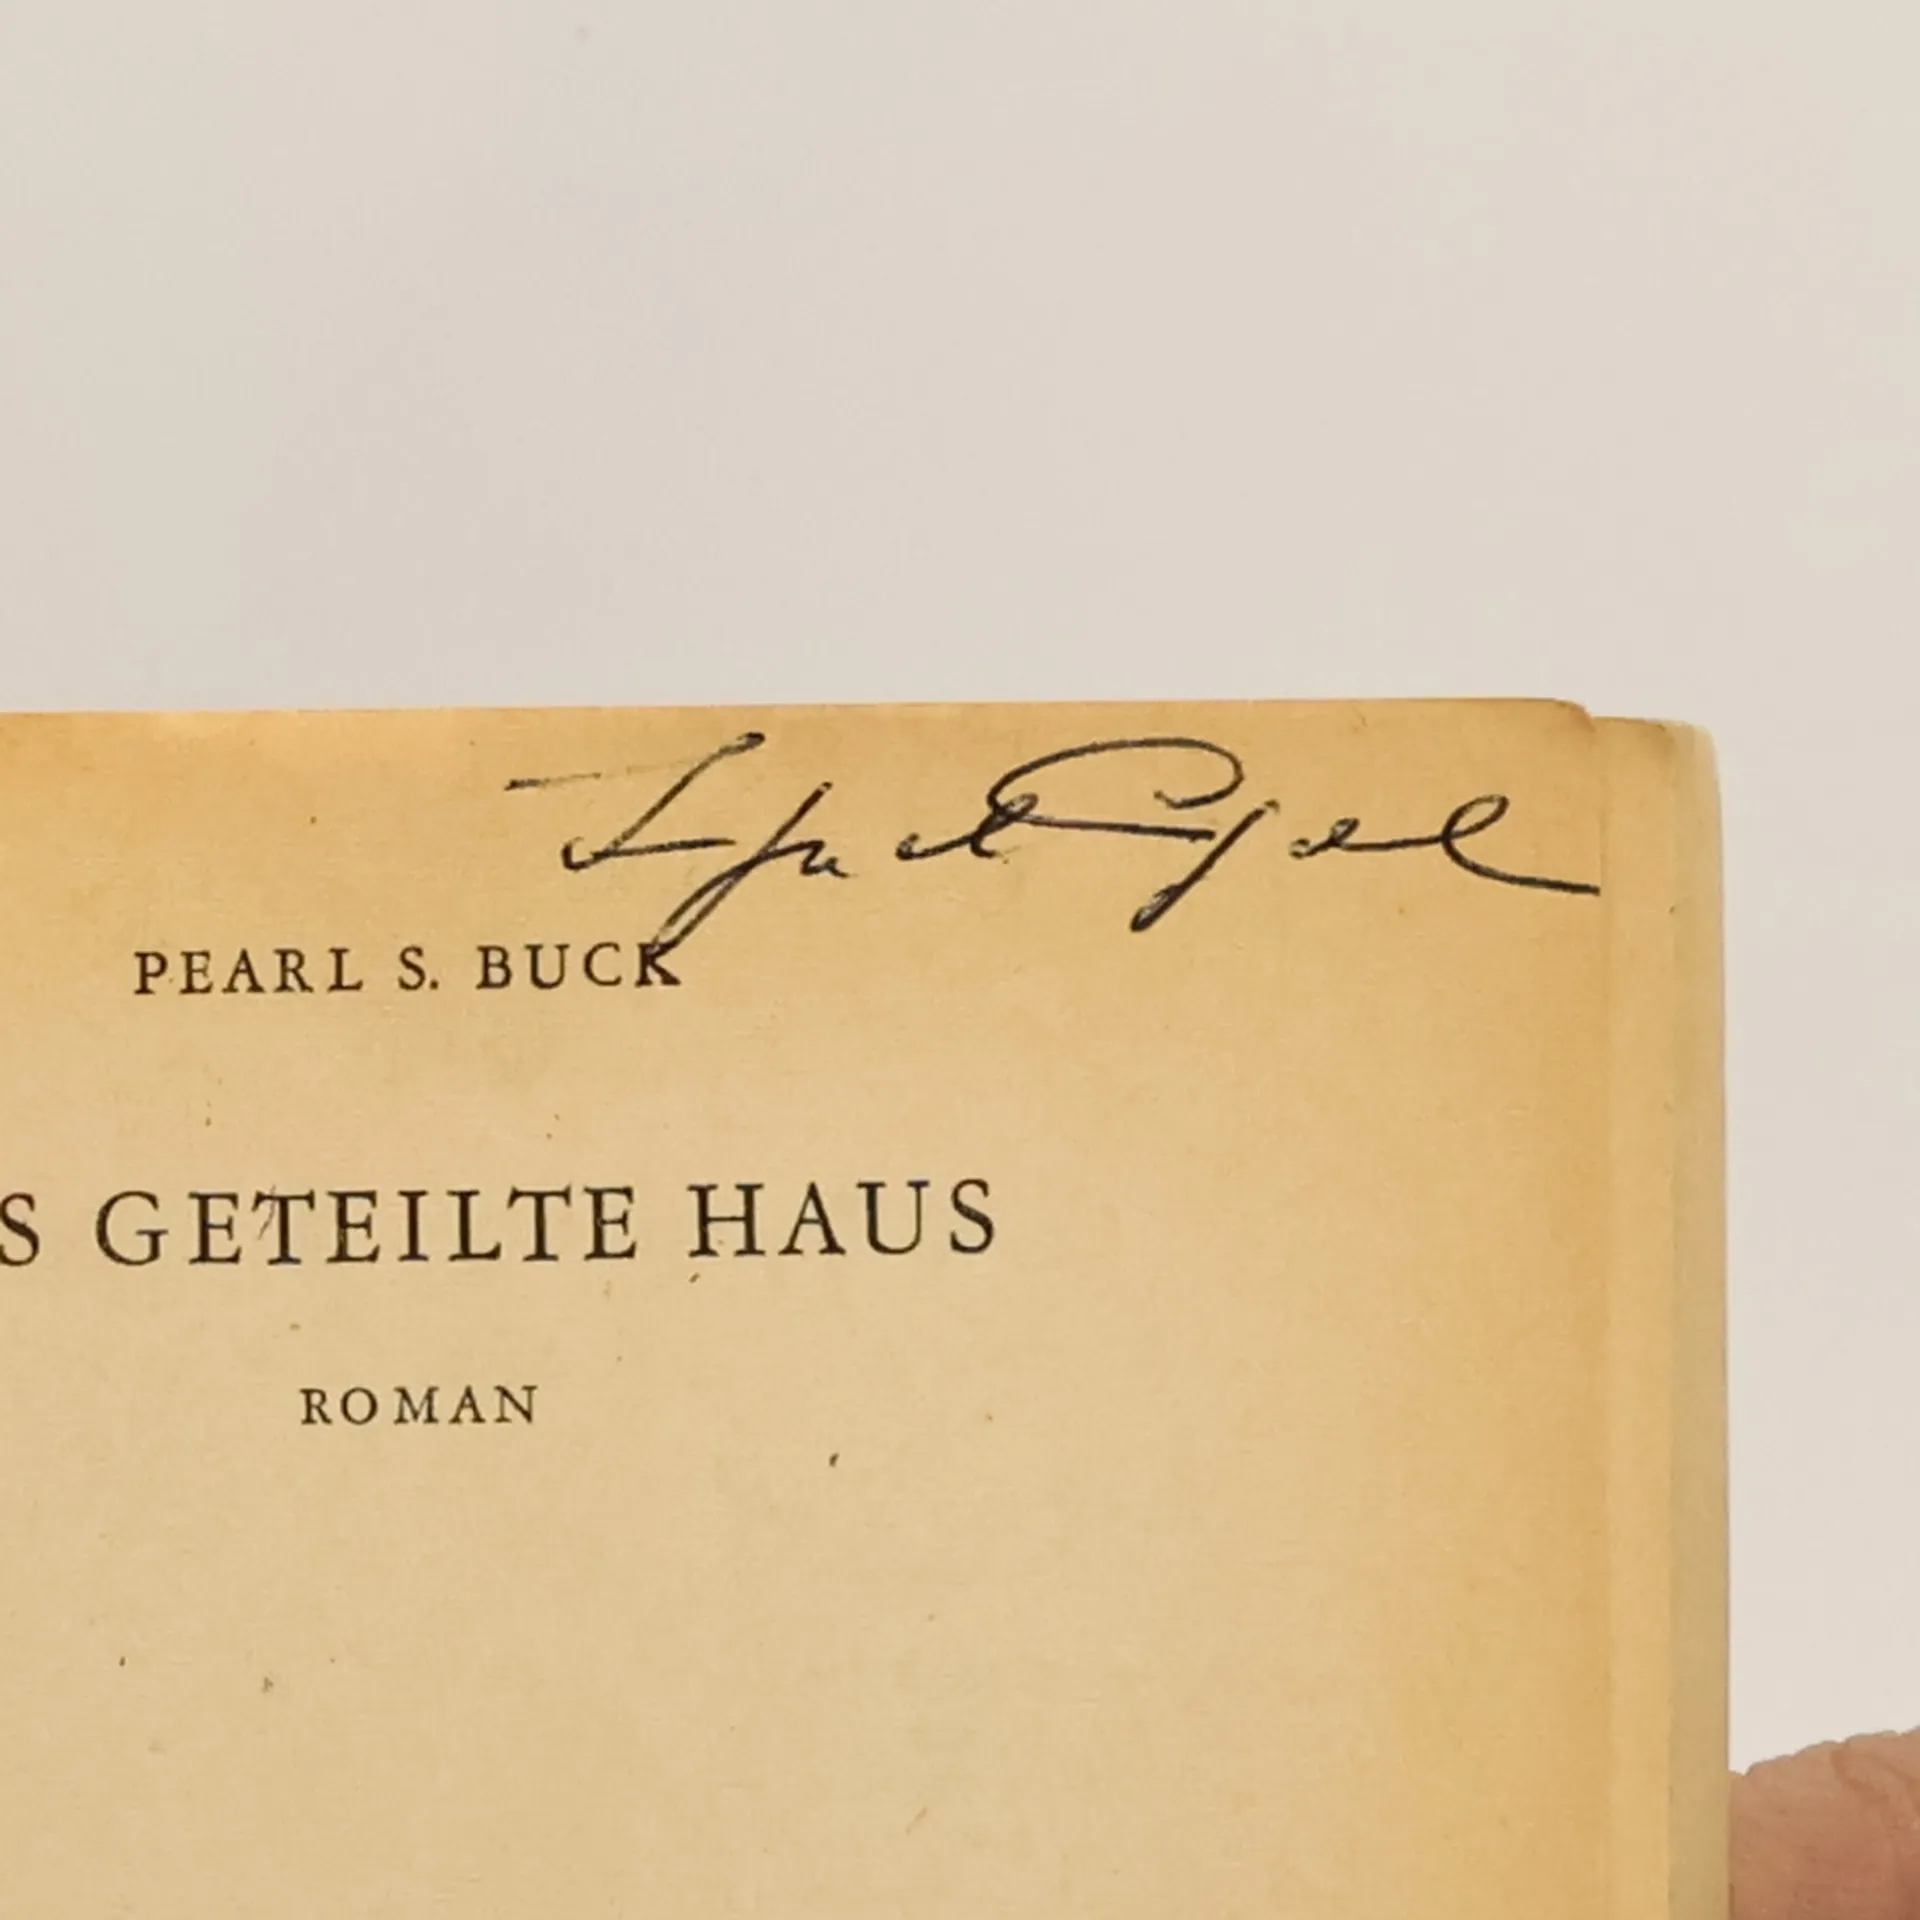 PEARL S. BUCK
S GETEILTE HAUS
ROMAN